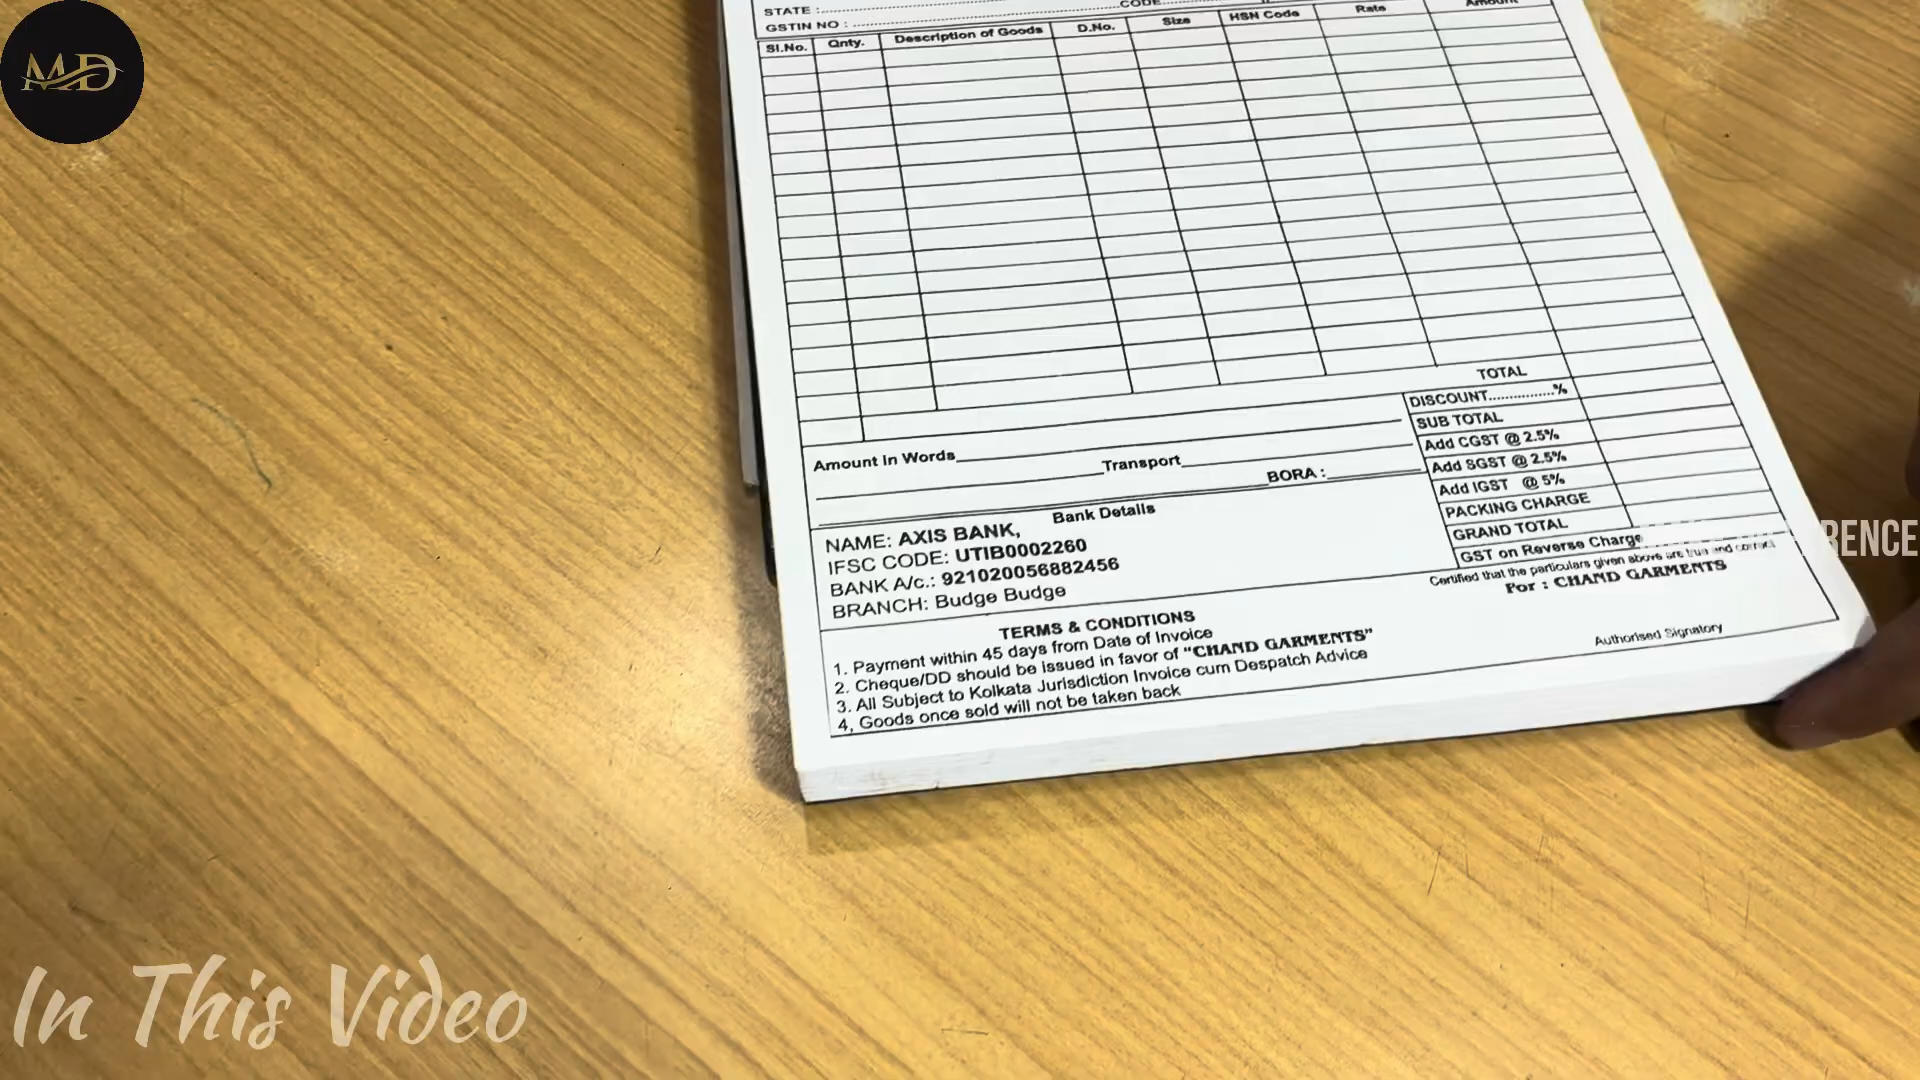 MD
STATE :
CODE
GSTIN NO :
Sl.No. Qnty. Description of Goods D.No. Size HSN Code Rate Amount
TOTAL
DISCOUNT................%
SUB TOTAL
Add CGST @ 2.5%
Add SGST @ 2.5%
Add IGST @ 5%
PACKING CHARGE
GRAND TOTAL
GST on Reverse Charge
Amount In Words
Transport
BORA :
Bank Details
NAME: AXIS BANK,
IFSC CODE: UTIB0002260
BANK A/c.: 921020056882456
BRANCH: Budge Budge
Certified that the particulars given above are true and correct
For : CHAND GARMENTS
Authorised Signatory
TERMS & CONDITIONS
1. Payment within 45 days from Date of Invoice
2. Cheque/DD should be issued in favor of "CHAND GARMENTS"
3. All Subject to Kolkata Jurisdiction Invoice cum Despatch Advice
4, Goods once sold will not be taken back
In This Video